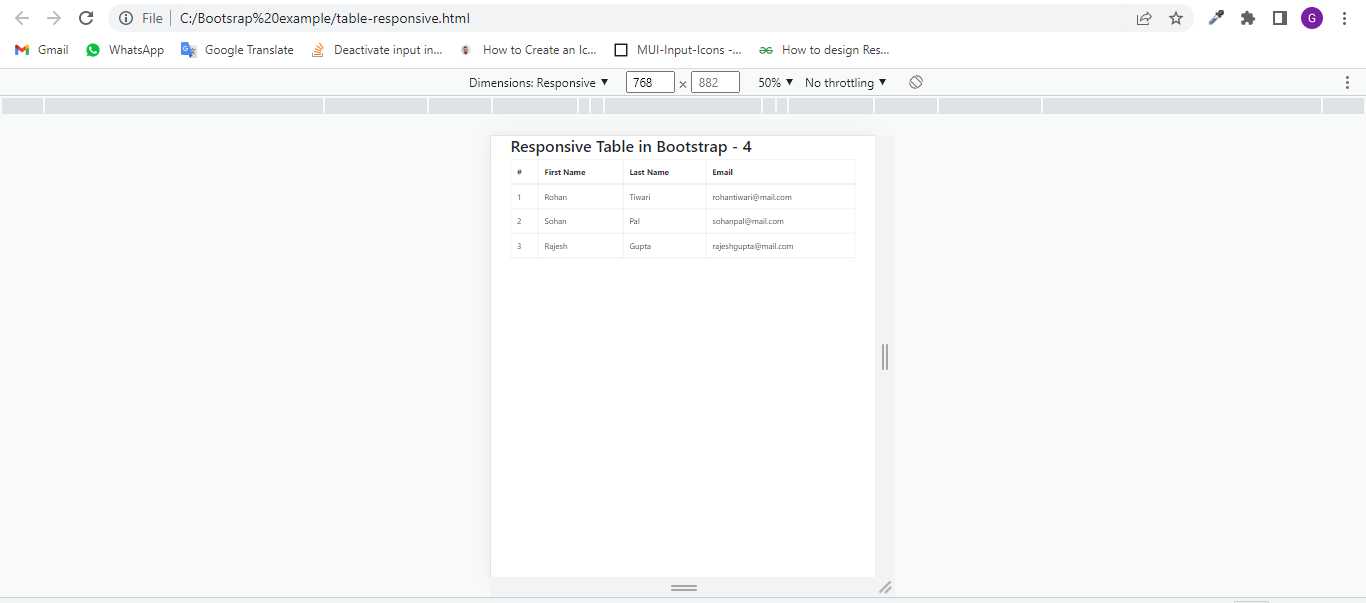 File C:/Bootsrap%20example/table-responsive.html G
Gmail WhatsApp Google Translate Deactivate input in... How to Create an Ic... MUI-Input-Icons -... How to design Res...
Dimensions: Responsive 768 x 882 50% No throttling
Responsive Table in Bootstrap - 4
# First Name Last Name Email
1 Rohan Tiwari rohantiwari@mail.com
2 Sohan Pal sohanpal@mail.com
3 Rajesh Gupta rajeshgupta@mail.com